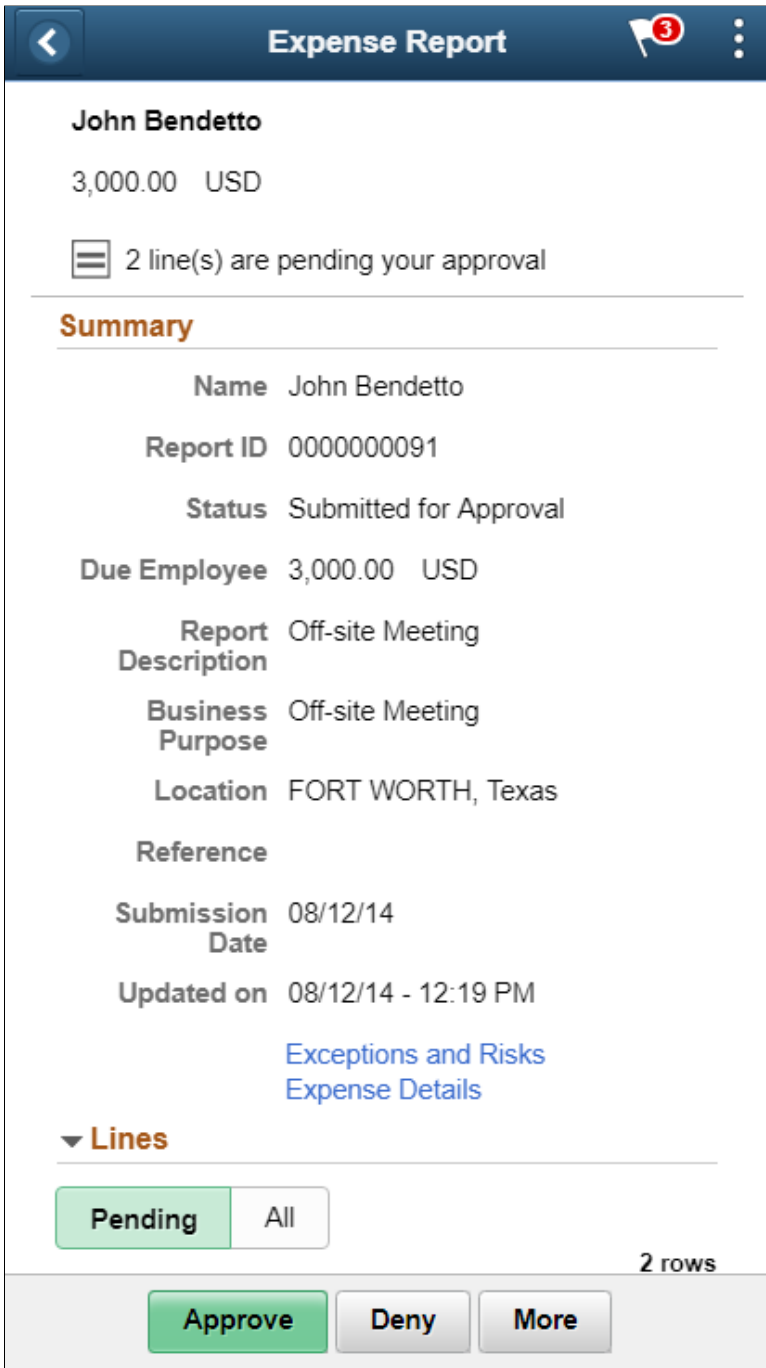 Expense Report 3
John Bendetto
3,000.00 USD
2 line(s) are pending your approval
Summary
Name John Bendetto
Report ID 0000000091
Status Submitted for Approval
Due Employee 3,000.00 USD
Report Description Off-site Meeting
Business Purpose Off-site Meeting
Location FORT WORTH, Texas
Reference
Submission Date 08/12/14
Updated on 08/12/14 - 12:19 PM
Exceptions and Risks
Expense Details
Lines
Pending All
2 rows
Approve Deny More